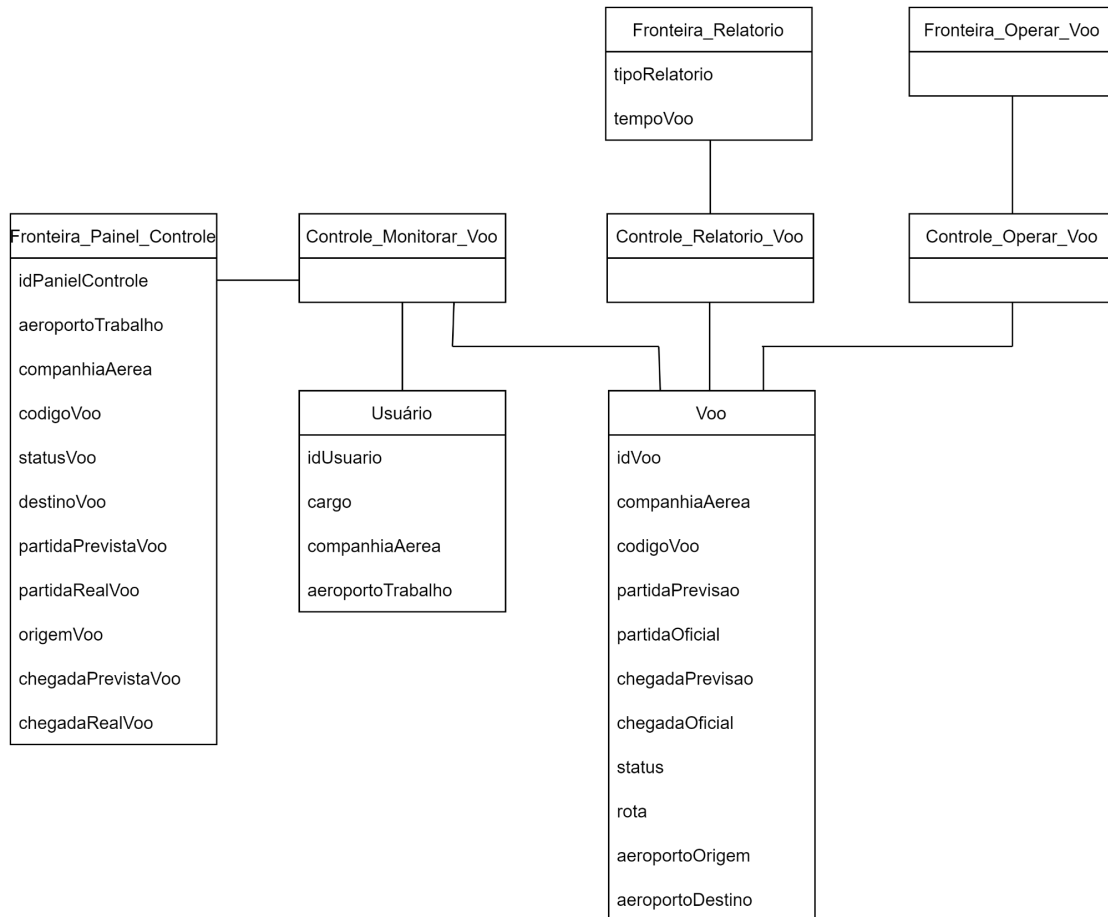 Fronteira_Relatorio
tipoRelatorio
tempoVoo
Fronteira_Operar_Voo
Fronteira_Painel_Controle
idPanielControle
aeroportoTrabalho
companhiaAerea
codigoVoo
statusVoo
destinoVoo
partidaPrevistaVoo
partidaRealVoo
origemVoo
chegadaPrevistaVoo
chegadaRealVoo
Controle_Monitorar_Voo
Controle_Relatorio_Voo
Controle_Operar_Voo
Usuário
idUsuario
cargo
companhiaAerea
aeroportoTrabalho
Voo
idVoo
companhiaAerea
codigoVoo
partidaPrevisao
partidaOficial
chegadaPrevisao
chegadaOficial
status
rota
aeroportoOrigem
aeroportoDestino